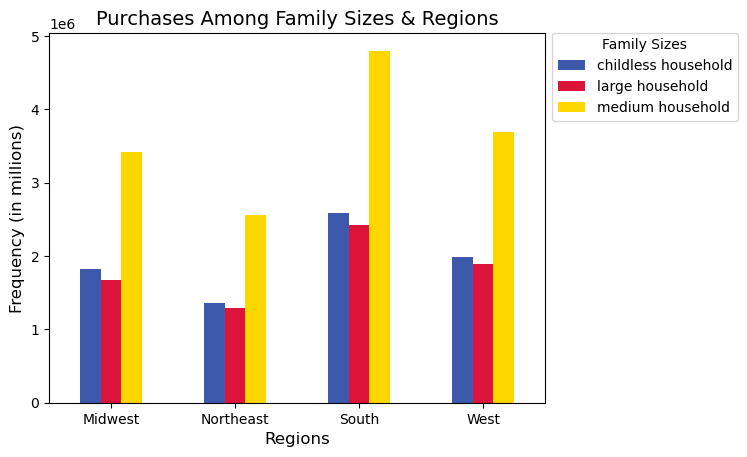 Purchases Among Family Sizes & Regions
1e6
5
4
3
2
1
0
Frequency (in millions)
Midwest
Northeast
South
West
Regions
Family Sizes
childless household
large household
medium household